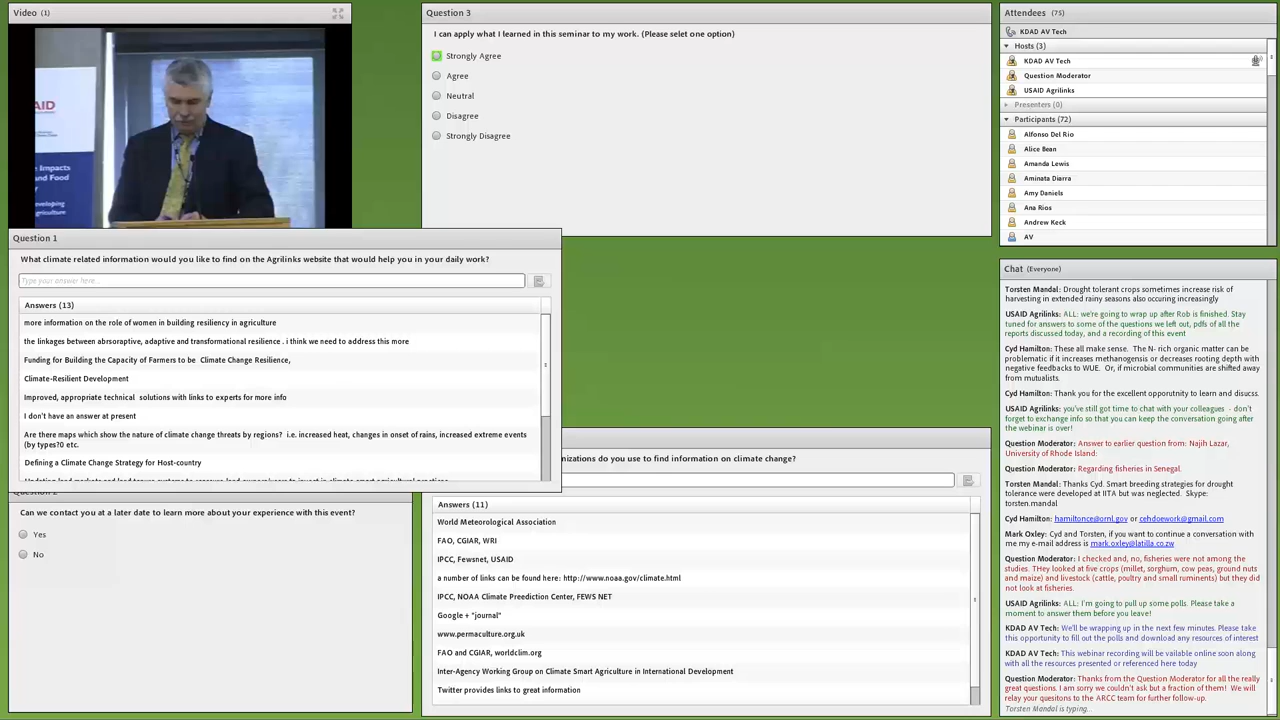 Video (1)
AID
e Impacts
and Food
y
developing
griculture
Question 3
I can apply what I learned in this seminar to my work. (Please selet one option)
Strongly Agree
Agree
Neutral
Disagree
Strongly Disagree
Question 1
What climate related information would you like to find on the Agrilinks website that would help you in your daily work?
Type your answer here...
Answers (13)
more information on the role of women in building resiliency in agriculture
the linkages between abrsoraptive, adaptive and transformational resilience . i think we need to address this more
Funding for Building the Capacity of Farmers to be  Climate Change Resilience,
Climate-Resilient Development
Improved, appropriate technical  solutions with links to experts for more info
I don't have an answer at present
Are there maps which show the nature of climate change threats by regions?  i.e. increased heat, changes in onset of rains, increased extreme events
(by types?0 etc.
Defining a Climate Change Strategy for Host-country
Can we contact you at a later date to learn more about your experience with this event?
Yes
No
nizations do you use to find information on climate change?
Answers (11)
World Meteorological Association
FAO, CGIAR, WRI
IPCC, Fewsnet, USAID
a number of links can be found here: http://www.noaa.gov/climate.html
IPCC, NOAA Climate Preediction Center, FEWS NET
Google + "journal"
www.permaculture.org.uk
FAO and CGIAR, worldclim.org
Inter-Agency Working Group on Climate Smart Agriculture in International Development
Twitter provides links to great information
Attendees (75)
KDAD AV Tech
Hosts (3)
KDAD AV Tech
Question Moderator
USAID Agrilinks
Presenters (0)
Participants (72)
Alfonso Del Rio
Alice Bean
Amanda Lewis
Aminata Diarra
Amy Daniels
Ana Rios
Andrew Keck
AV
Chat (Everyone)
Torsten Mandal: Drought tolerant crops sometimes increase risk of
harvesting in extended rainy seasons also occuring increasingly
USAID Agrilinks: ALL: we're going to wrap up after Rob is finished. Stay
tuned for answers to some of the questions we left out, pdfs of all the
reports discussed today, and a recording of this event
Cyd Hamilton: These all make sense.  The N- rich organic matter can be
problematic if it increases methanogensis or decreases rooting depth with
negative feedbacks to WUE.  Or, if microbial communities are shifted away
from mutualists.
Cyd Hamilton: Thank you for the excellent opporutnity to learn and discuss.
USAID Agrilinks: you've still got time to chat with your colleagues  - don't
forget to exchange info so that you can keep the conversation going after
the webinar is over!
Question Moderator: Answer to earlier question from: Najih Lazar,
University of Rhode Island:
Question Moderator: Regarding fisheries in Senegal.
Torsten Mandal: Thanks Cyd. Smart breeding strategies for drought
tolerance were developed at IITA but was neglected.  Skype:
torsten.mandal
Cyd Hamilton: hamiltonce@ornl.gov or cehdoework@gmail.com
Mark Oxley: Cyd and Torsten, if you want to continue a conversation with
me my e-mail address is mark.oxley@latilla.co.zw
Question Moderator: I checked and, no, fisheries were not among the
studies. THey looked at five crops (millet, sorghum, cow peas, ground nuts
and maize) and livestock (cattle, poultry and small ruminents) but they did
not look at fisheries.
USAID Agrilinks: ALL: I'm going to pull up some polls. Please take a
moment to answer them before you leave!
KDAD AV Tech: We'll be wrapping up in the next few minutes. Please take
this opportunity to fill out the polls and download any resources of interest
KDAD AV Tech: This webinar recording will be vailable online soon along
with all the resources presented or referenced here today
Question Moderator: Thanks from the Question Moderator for all the really
great questions. I am sorry we couldn't ask but a fraction of them!  We will
relay your quesitons to the ARCC team for further follow-up.
Torsten Mandal is typing...